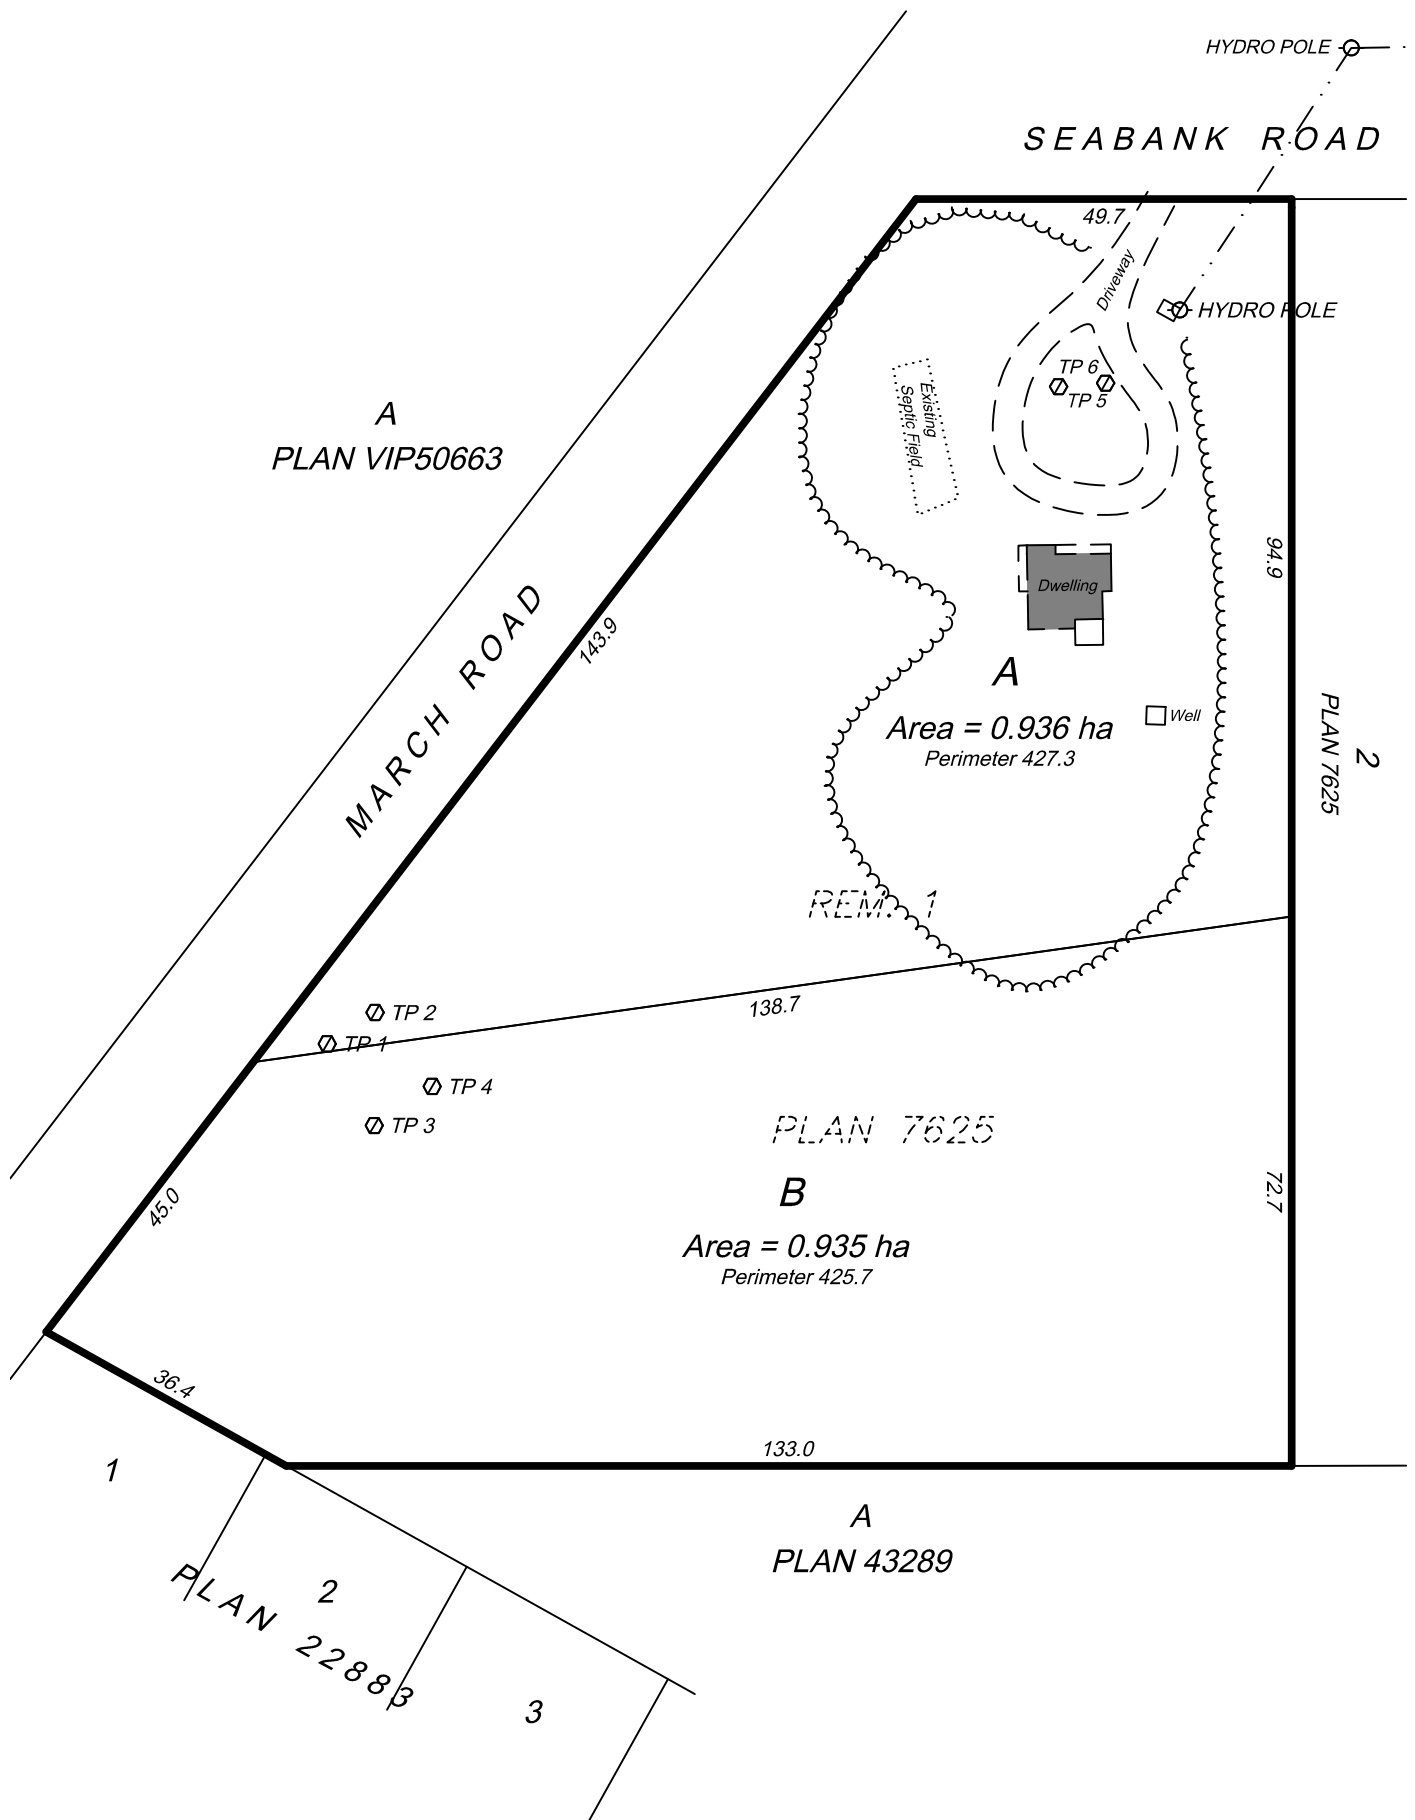 HYDRO POLE
SEABANK ROAD
49.7
Driveway
HYDRO POLE
TP 6
TP 5
Existing
Septic Field
A
PLAN VIP50663
94.9
Dwelling
143.9
MARCH ROAD
A
Area = 0.936 ha
Perimeter 427.3
Well
2
PLAN 7625
REM. 1
138.7
TP 2
TP 1
TP 4
TP 3
PLAN 7625
B
Area = 0.935 ha
Perimeter 425.7
72.7
45.0
36.4
133.0
1
A
PLAN 43289
2
PLAN 22883
3